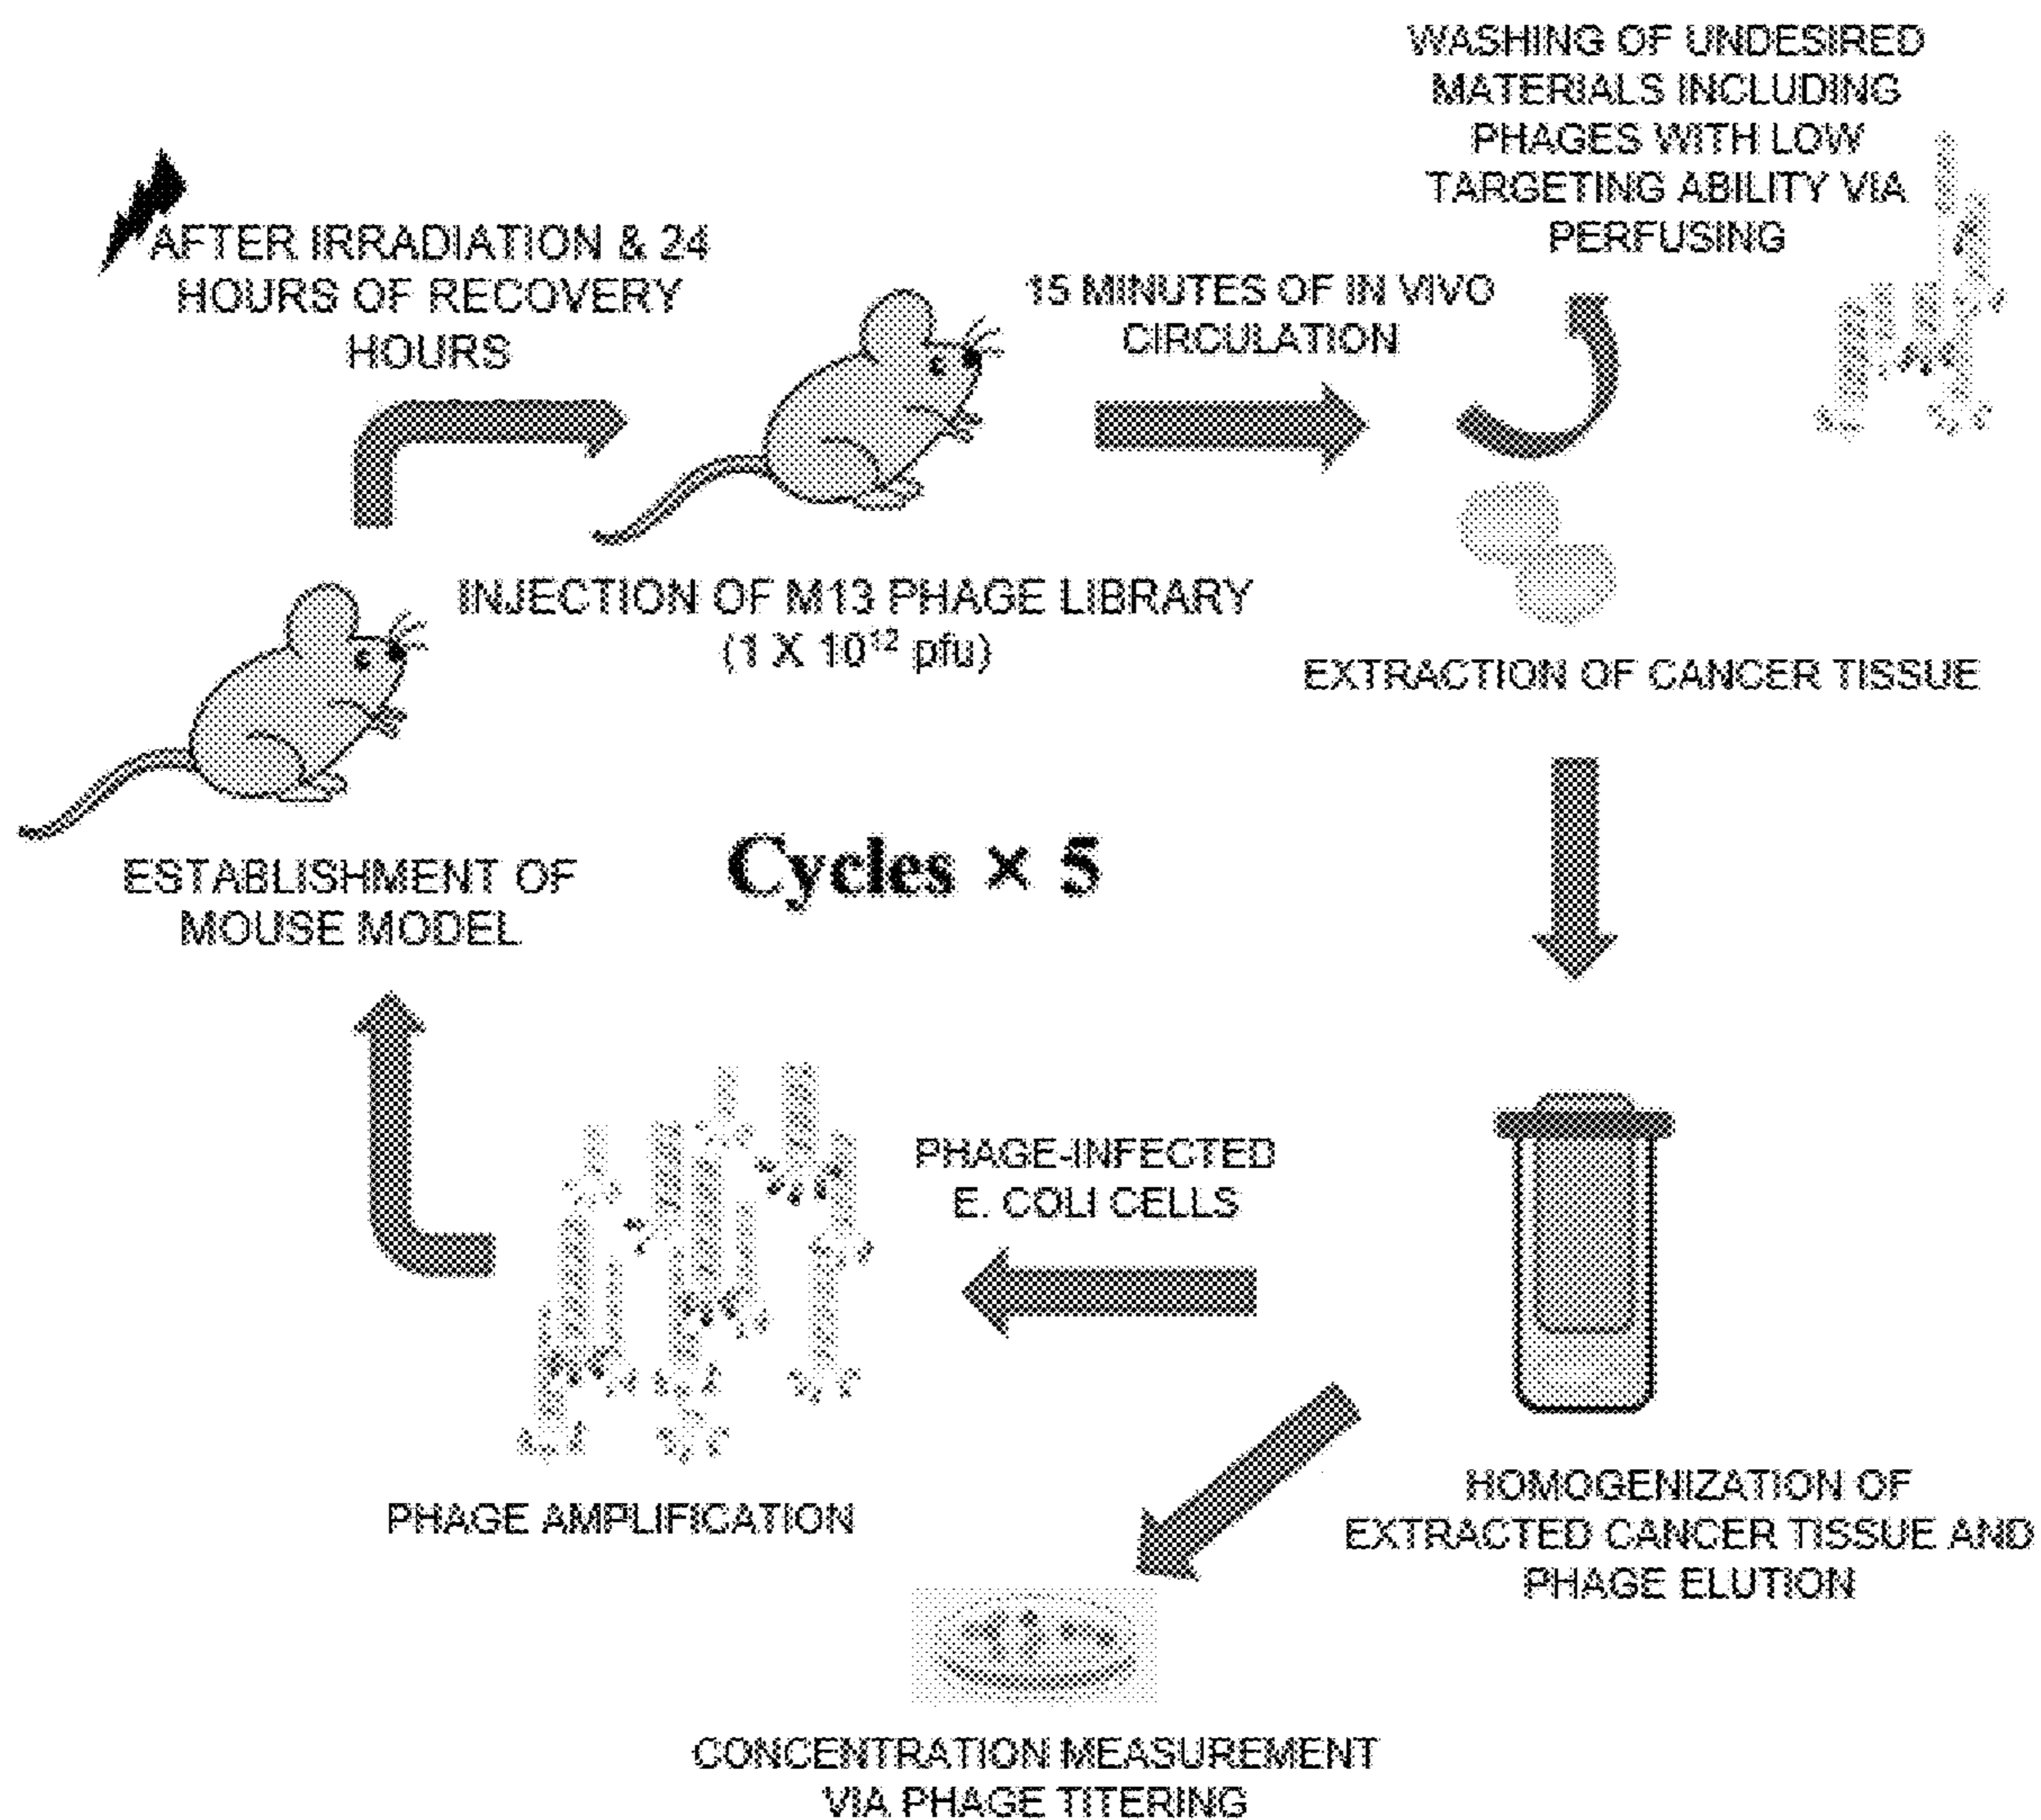 AFTER IRRADIATION & 24
HOURS OF RECOVERY
HOURS
15 MINUTES OF IN VIVO
CIRCULATION
WASHING OF UNDESIRED
MATERIALS INCLUDING
PHAGES WITH LOW
TARGETING ABILITY VIA
PERFUSING
INJECTION OF M13 PHAGE LIBRARY
(1 X 10¹² pfu)
EXTRACTION OF CANCER TISSUE
ESTABLISHMENT OF
MOUSE MODEL
Cycles × 5
PHAGE-INFECTED
E. COLI CELLS
PHAGE AMPLIFICATION
HOMOGENIZATION OF
EXTRACTED CANCER TISSUE AND
PHAGE ELUTION
CONCENTRATION MEASUREMENT
VIA PHAGE TITERING